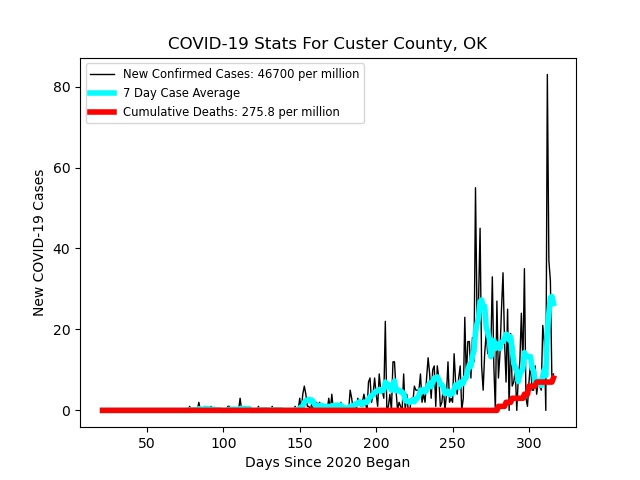 COVID-19 Stats For Custer County, OK
New Confirmed Cases: 46700 per million
7 Day Case Average
Cumulative Deaths: 275.8 per million
New COVID-19 Cases
80
60
40
20
0
50 100 150 200 250 300
Days Since 2020 Began